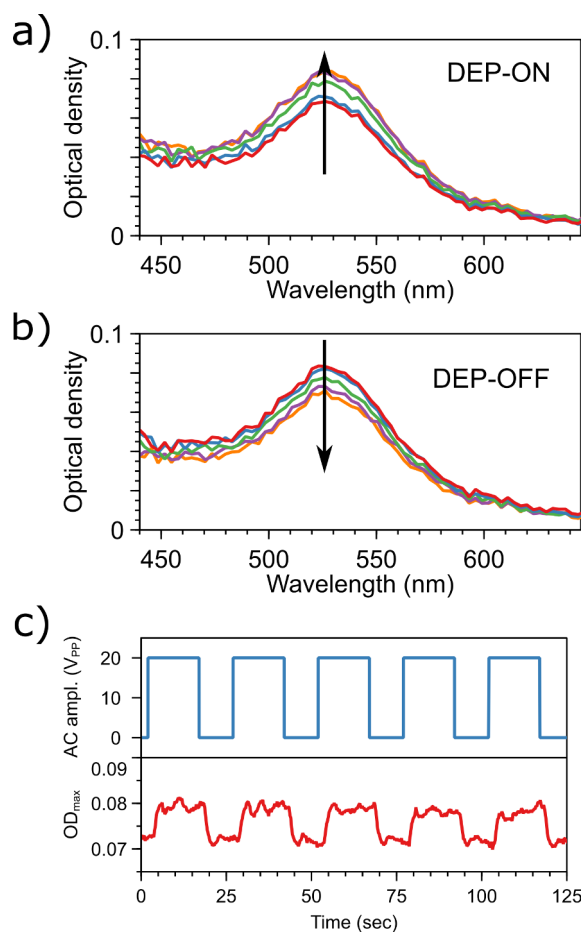 a)
0.1
DEP-ON
Optical density
0
450 500 550 600
Wavelength (nm)
b)
0.1
DEP-OFF
Optical density
0
450 500 550 600
Wavelength (nm)
c)
AC ampl. (VPP)
20
10
0
0.09
ODmax
0.08
0.07
0 25 50 75 100 125
Time (sec)